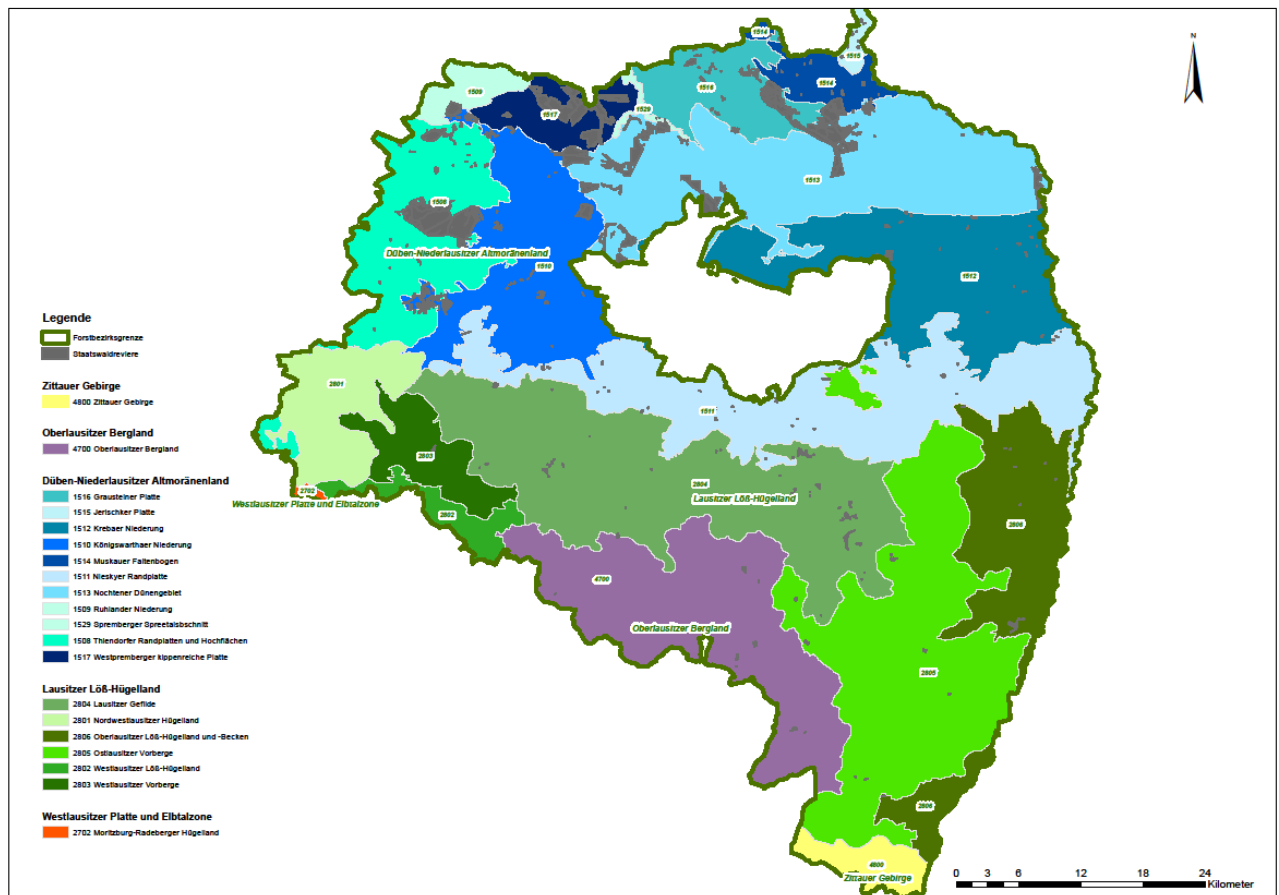 N
1514
1515
1509
1516
1514
1517
1529
1513
1508
Düben-Niederlausitzer Altmoränenland
1510
1512
Legende
Forstbezirksgrenze
Staatswaldreviere
Zittauer Gebirge
4800 Zittauer Gebirge
Oberlausitzer Bergland
4700 Oberlausitzer Bergland
Düben-Niederlausitzer Altmoränenland
1516 Grausteiner Platte
1515 Jerischker Platte
1512 Krebaer Niederung
1510 Königswarthaer Niederung
1514 Muskauer Faltenbogen
1511 Nieskyer Randplatte
1513 Nochtener Dünengebiet
1509 Ruhlander Niederung
1529 Spremberger Spreetalabschnitt
1508 Thiendorfer Randplatten und Hochflächen
1517 Westpremberger kippenreiche Platte
Lausitzer Löß-Hügelland
2804 Lausitzer Gefilde
2801 Nordwestlausitzer Hügelland
2806 Oberlausitzer Löß-Hügelland und -Becken
2805 Ostlausitzer Vorberge
2802 Westlausitzer Löß-Hügelland
2803 Westlausitzer Vorberge
Westlausitzer Platte und Elbtalzone
2702 Moritzburg-Radeberger Hügelland
2801
1511
2803
2804
Lausitzer Löß-Hügelland
2702
Westlausitzer Platte und Elbtalzone
2802
2806
4700
Oberlausitzer Bergland
2805
2806
4800
Zittauer Gebirge
0 3 6 12 18 24
Kilometer